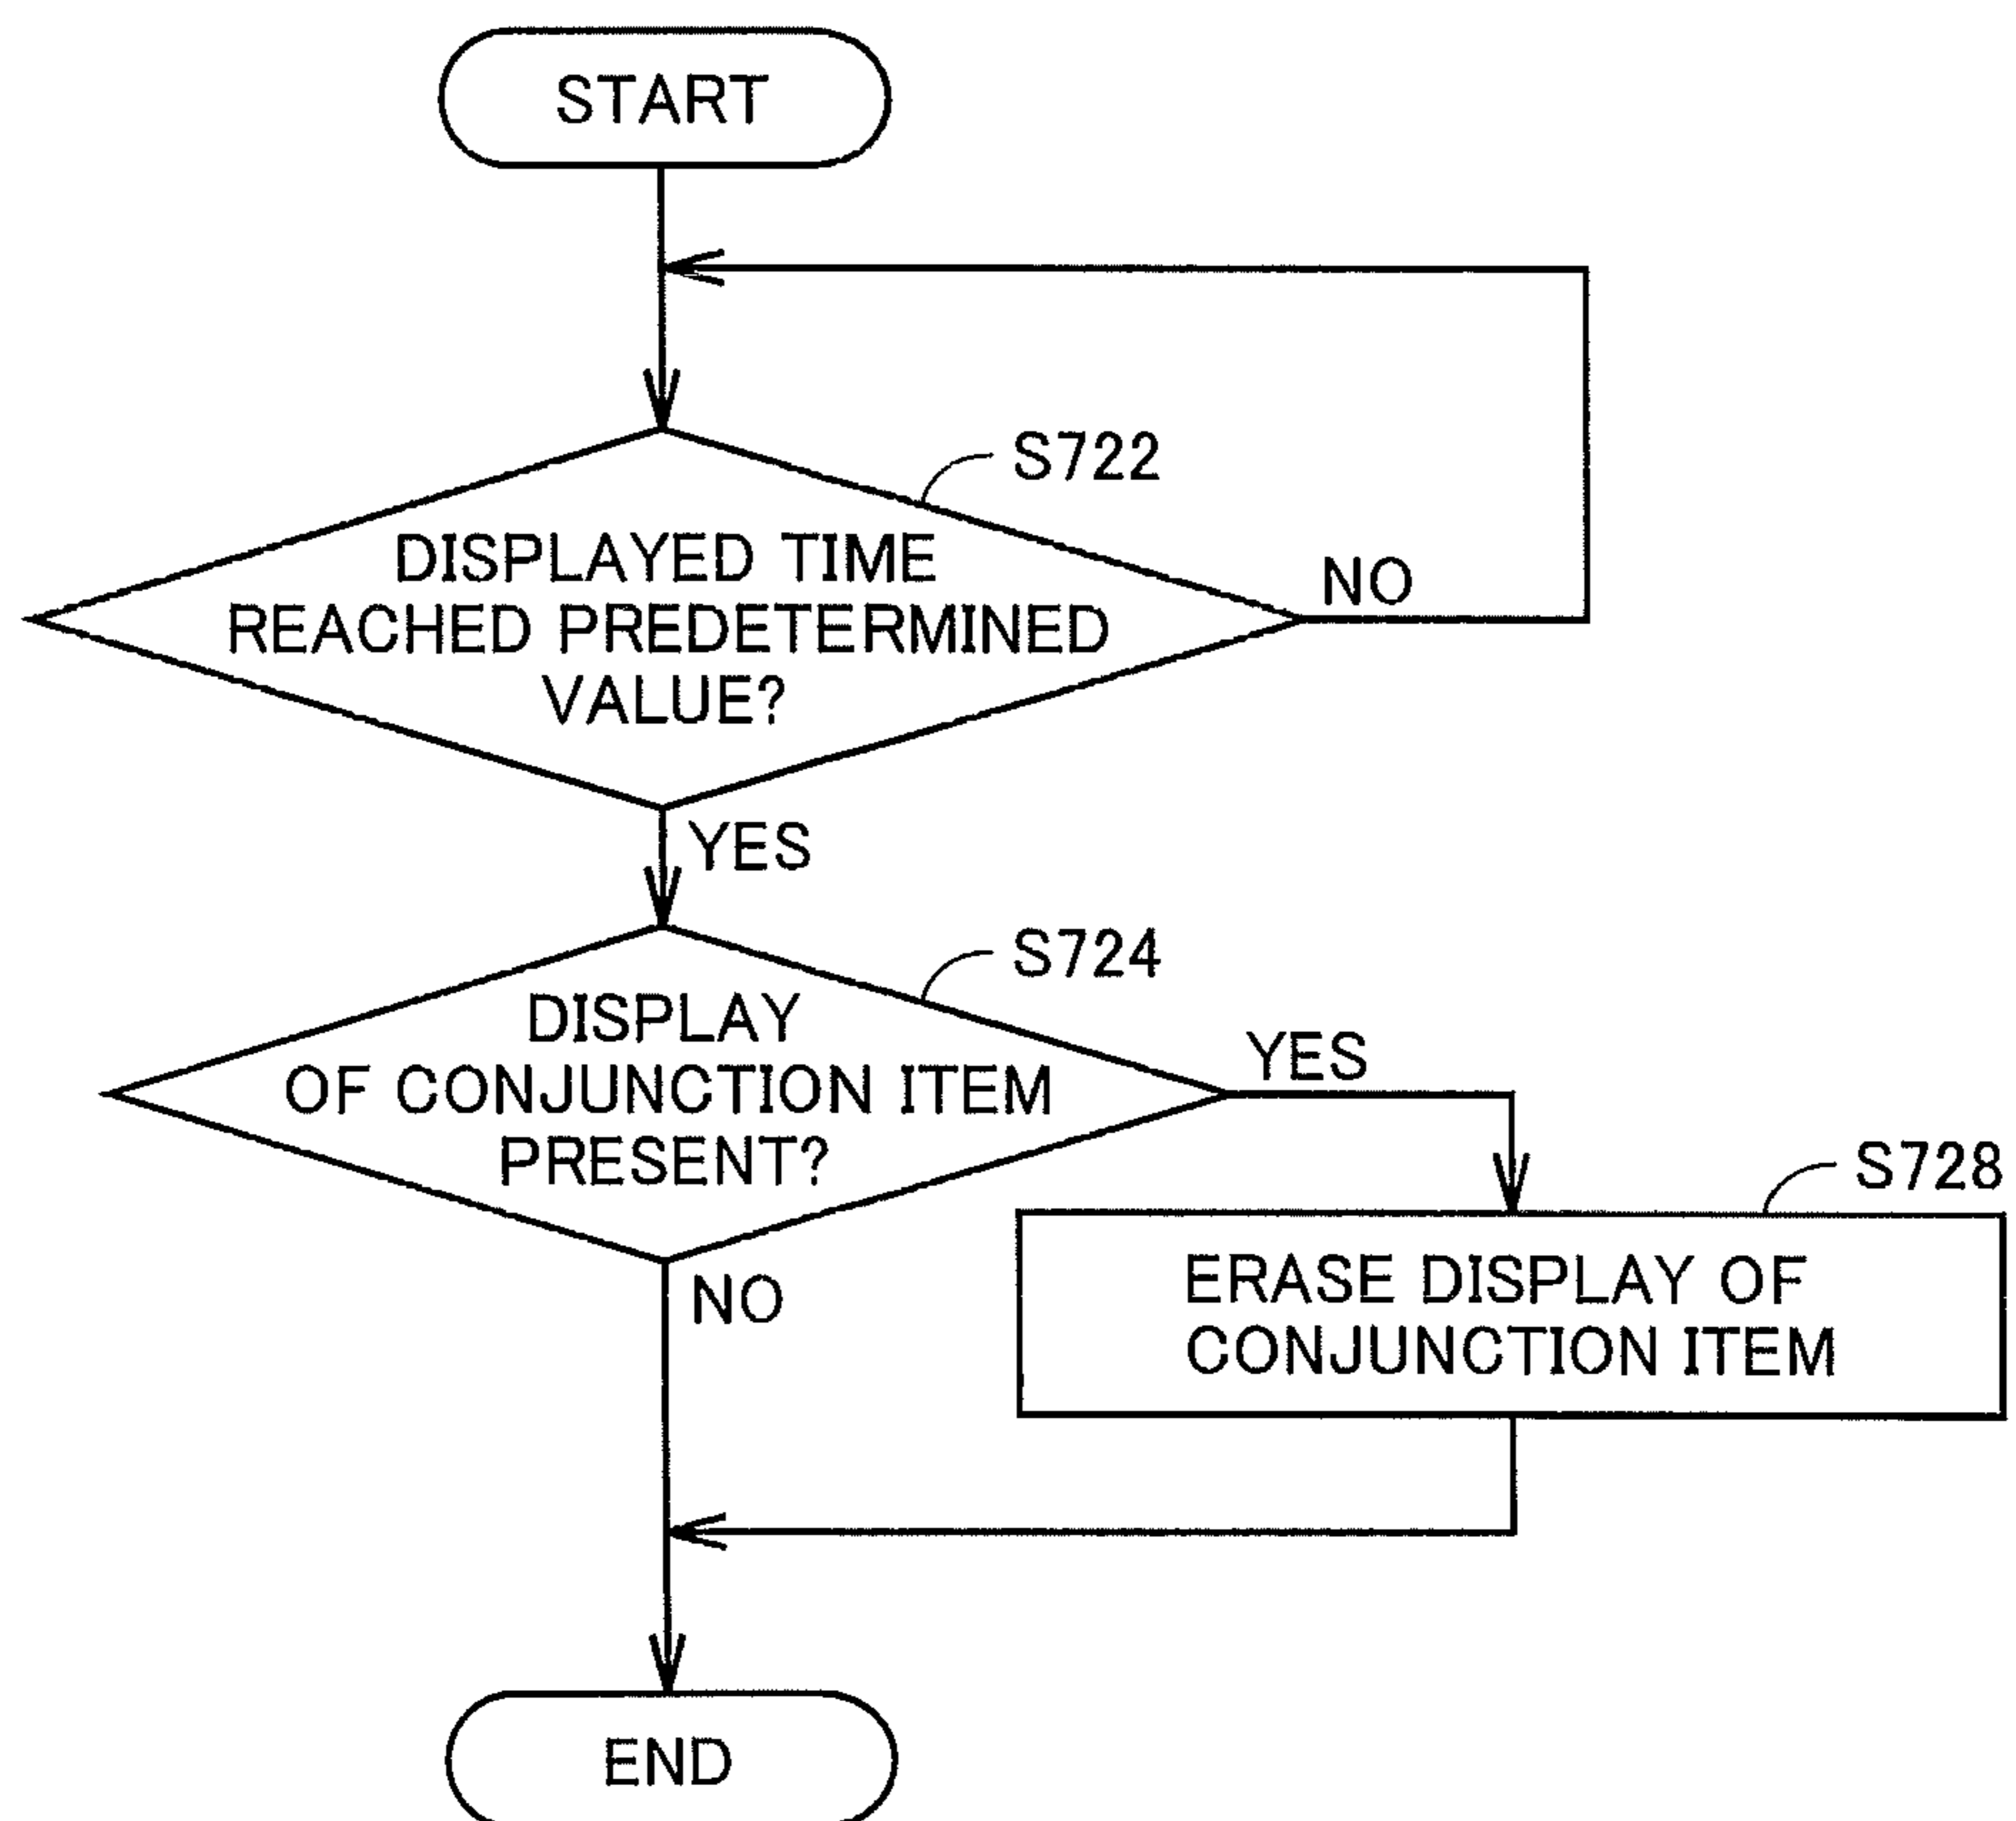 START
S722
DISPLAYED TIME
REACHED PREDETERMINED
VALUE?
NO
YES
S724
DISPLAY
OF CONJUNCTION ITEM
PRESENT?
YES
NO
S728
ERASE DISPLAY OF
CONJUNCTION ITEM
END